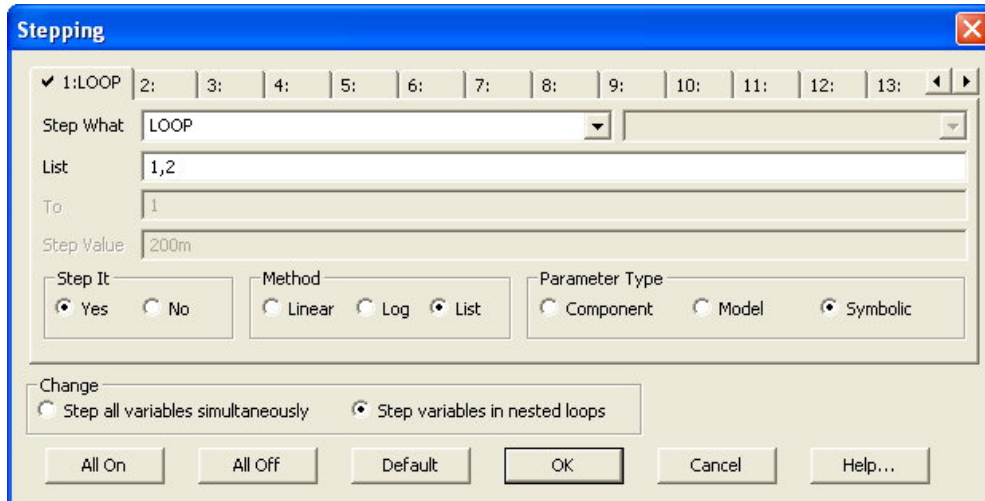 Stepping
1:LOOP 2: 3: 4: 5: 6: 7: 8: 9: 10: 11: 12: 13:
Step What LOOP
List 1,2
To 1
Step Value 200m
Step It Method Parameter Type
Yes No Linear Log List Component Model Symbolic
Change
Step all variables simultaneously Step variables in nested loops
All On All Off Default OK Cancel Help...